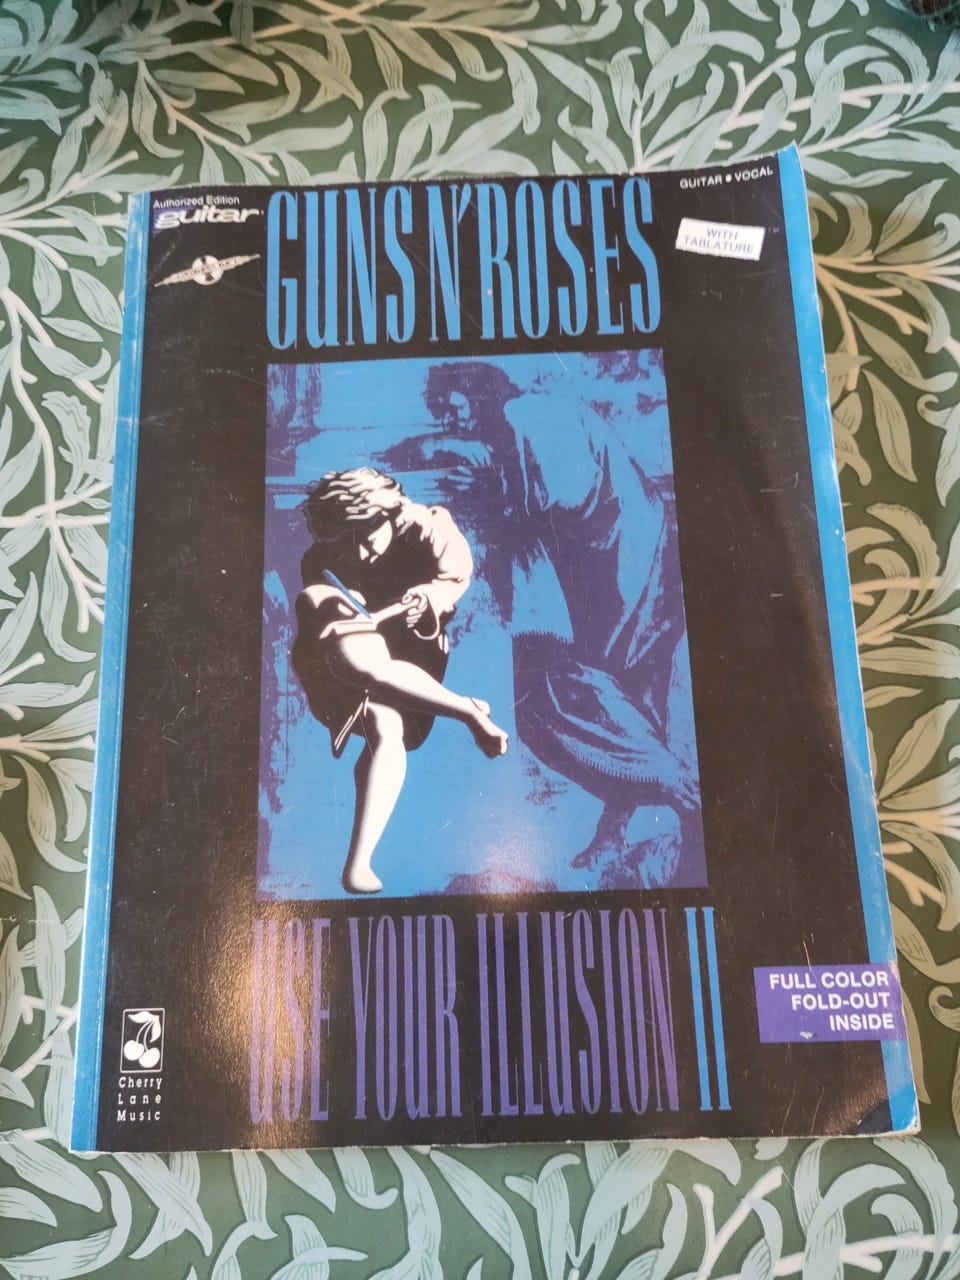 Authorized Edition
guitar
GUNS N' ROSES
GUITAR • VOCAL
WITH
TABLATURE
USE YOUR ILLUSION II
FULL COLOR
FOLD-OUT
INSIDE
Cherry
Lane
Music